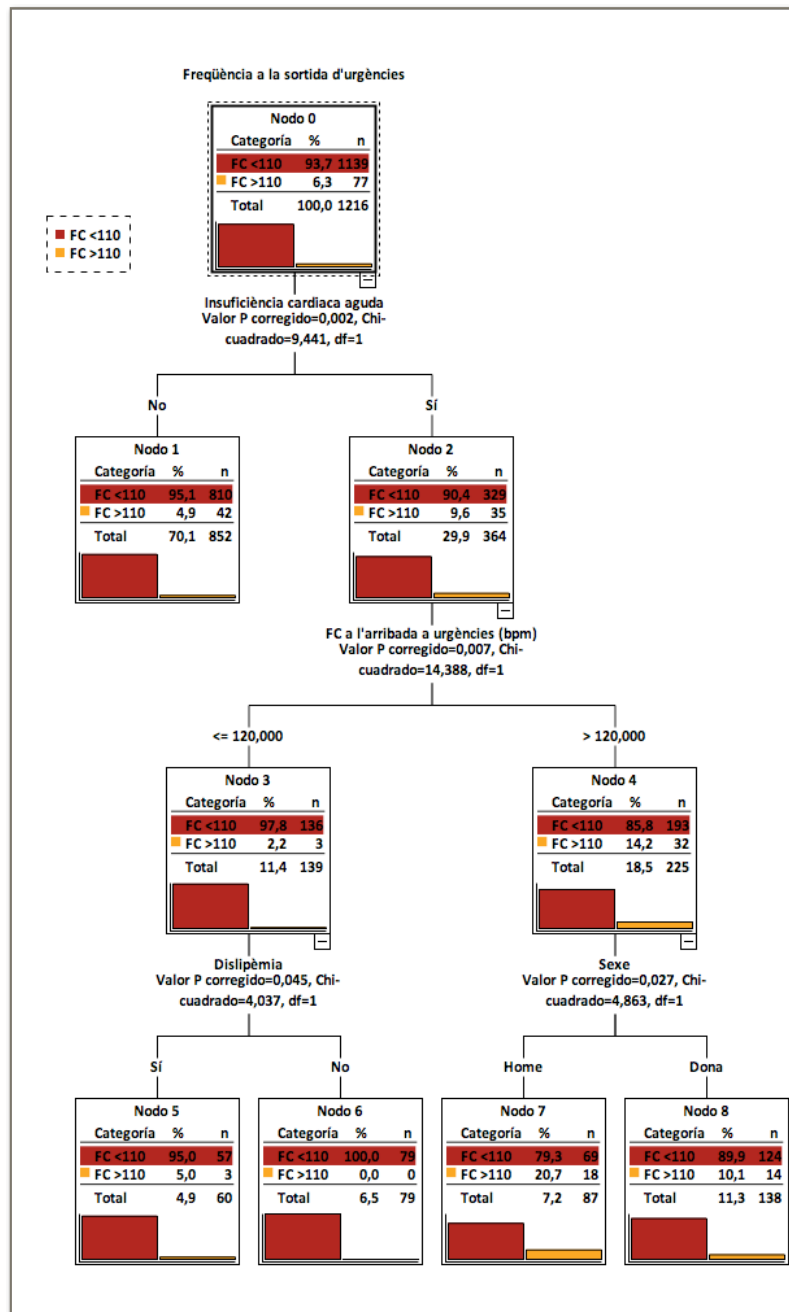 Freqüència a la sortida d'urgències
Nodo 0
Categoría % n
FC <110 93,7 1139
FC >110 6,3 77
Total 100,0 1216
FC <110
FC >110
Insuficiència cardiaca aguda
Valor P corregido=0,002, Chi-
cuadrado=9,441, df=1
No
Sí
Nodo 1
Categoría % n
FC <110 95,1 810
FC >110 4,9 42
Total 70,1 852
Nodo 2
Categoría % n
FC <110 90,4 329
FC >110 9,6 35
Total 29,9 364
FC a l'arribada a urgències (bpm)
Valor P corregido=0,007, Chi-
cuadrado=14,388, df=1
<= 120,000
> 120,000
Nodo 3
Categoría % n
FC <110 97,8 136
FC >110 2,2 3
Total 11,4 139
Nodo 4
Categoría % n
FC <110 85,8 193
FC >110 14,2 32
Total 18,5 225
Dislipèmia
Valor P corregido=0,045, Chi-
cuadrado=4,037, df=1
Sexe
Valor P corregido=0,027, Chi-
cuadrado=4,863, df=1
Sí
No
Home
Dona
Nodo 5
Categoría % n
FC <110 95,0 57
FC >110 5,0 3
Total 4,9 60
Nodo 6
Categoría % n
FC <110 100,0 79
FC >110 0,0 0
Total 6,5 79
Nodo 7
Categoría % n
FC <110 79,3 69
FC >110 20,7 18
Total 7,2 87
Nodo 8
Categoría % n
FC <110 89,9 124
FC >110 10,1 14
Total 11,3 138